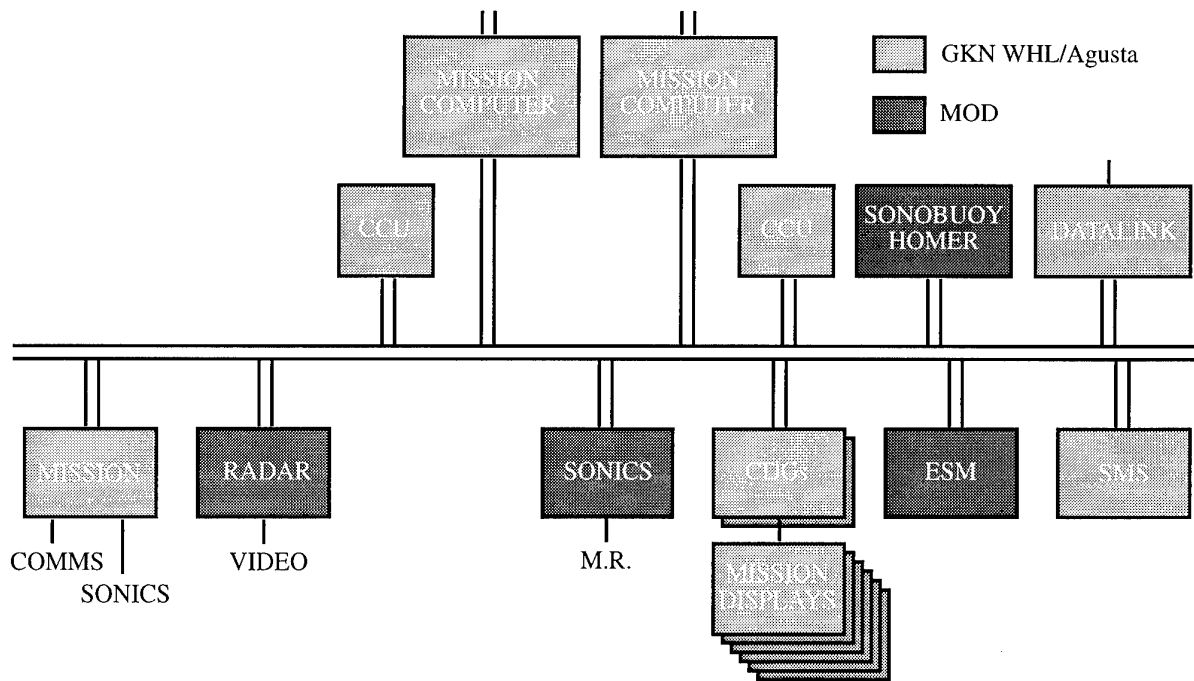 MISSION
COMPUTER
MISSION
COMPUTER
GKN WHL/Agusta
MOD
CCU
CCU
SONOBUOY
HOMER
DATALINK
MISSION
RADAR
SONICS
CDGs
ESM
SMS
COMMS
SONICS
VIDEO
M.R.
MISSION
DISPLAYS